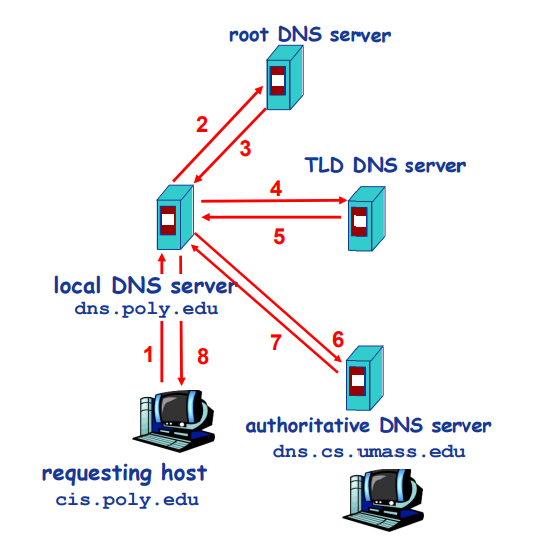 root DNS server
2
3
TLD DNS server
4
5
local DNS server
dns.poly.edu
6
7
1
8
authoritative DNS server
dns.cs.umass.edu
requesting host
cis.poly.edu